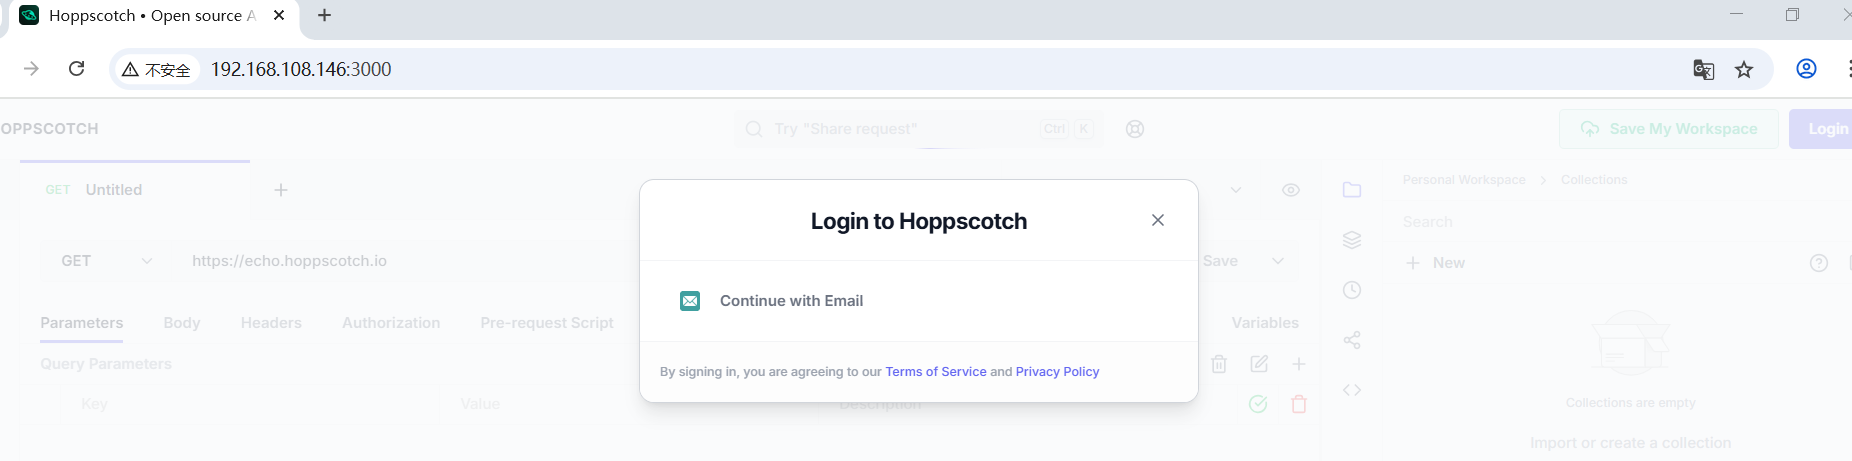 Hoppscotch • Open source A
不安全 192.168.108.146:3000
OPPSCOTCH
Try "Share request" Ctrl K
Save My Workspace
Login
GET Untitled
Personal Workspace > Collections
Login to Hoppscotch
Search
GET https://echo.hoppscotch.io
Save
New
Continue with Email
Parameters Body Headers Authorization Pre-request Script Variables
Query Parameters
By signing in, you are agreeing to our Terms of Service and Privacy Policy
Key Value Description
Collections are empty
Import or create a collection